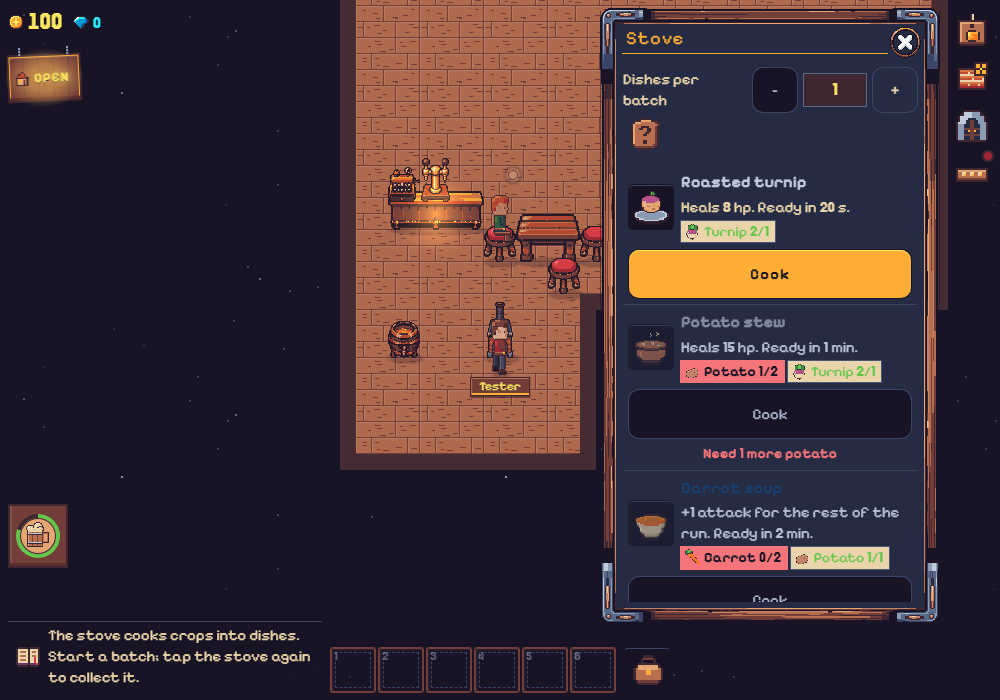 100 0
OPEN
Stove
Dishes per
batch
- 1 +
?
Roasted turnip
Heals 8 hp. Ready in 20 s.
Turnip 2/1
Cook
Potato stew
Heals 15 hp. Ready in 1 min.
Potato 1/2 Turnip 2/1
Cook
Need 1 more potato
Carrot soup
+1 attack for the rest of the
run. Ready in 2 min.
Carrot 0/2 Potato 1/1
Cook
Tester
The stove cooks crops into dishes.
Start a batch; tap the stove again
to collect it.
1 2 3 4 5 6